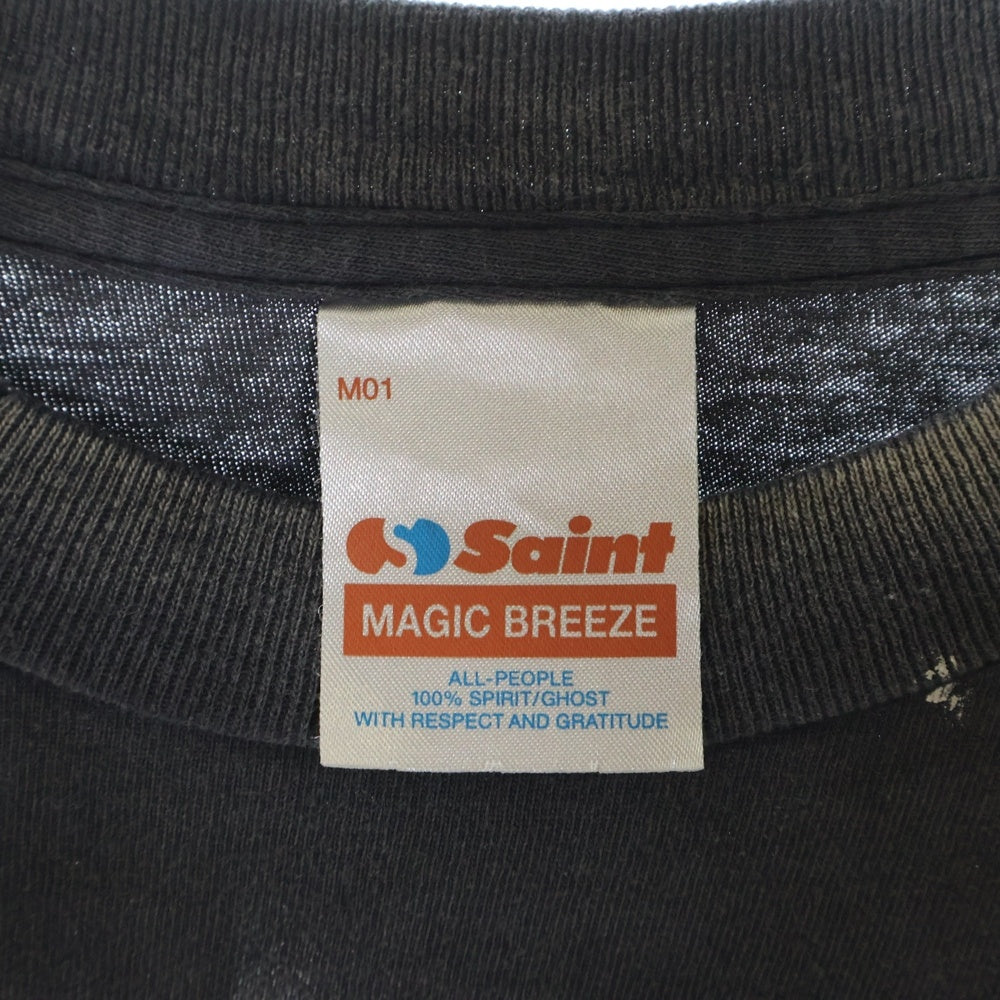 M01
Saint
MAGIC BREEZE
ALL-PEOPLE
100% SPIRIT/GHOST
WITH RESPECT AND GRATITUDE